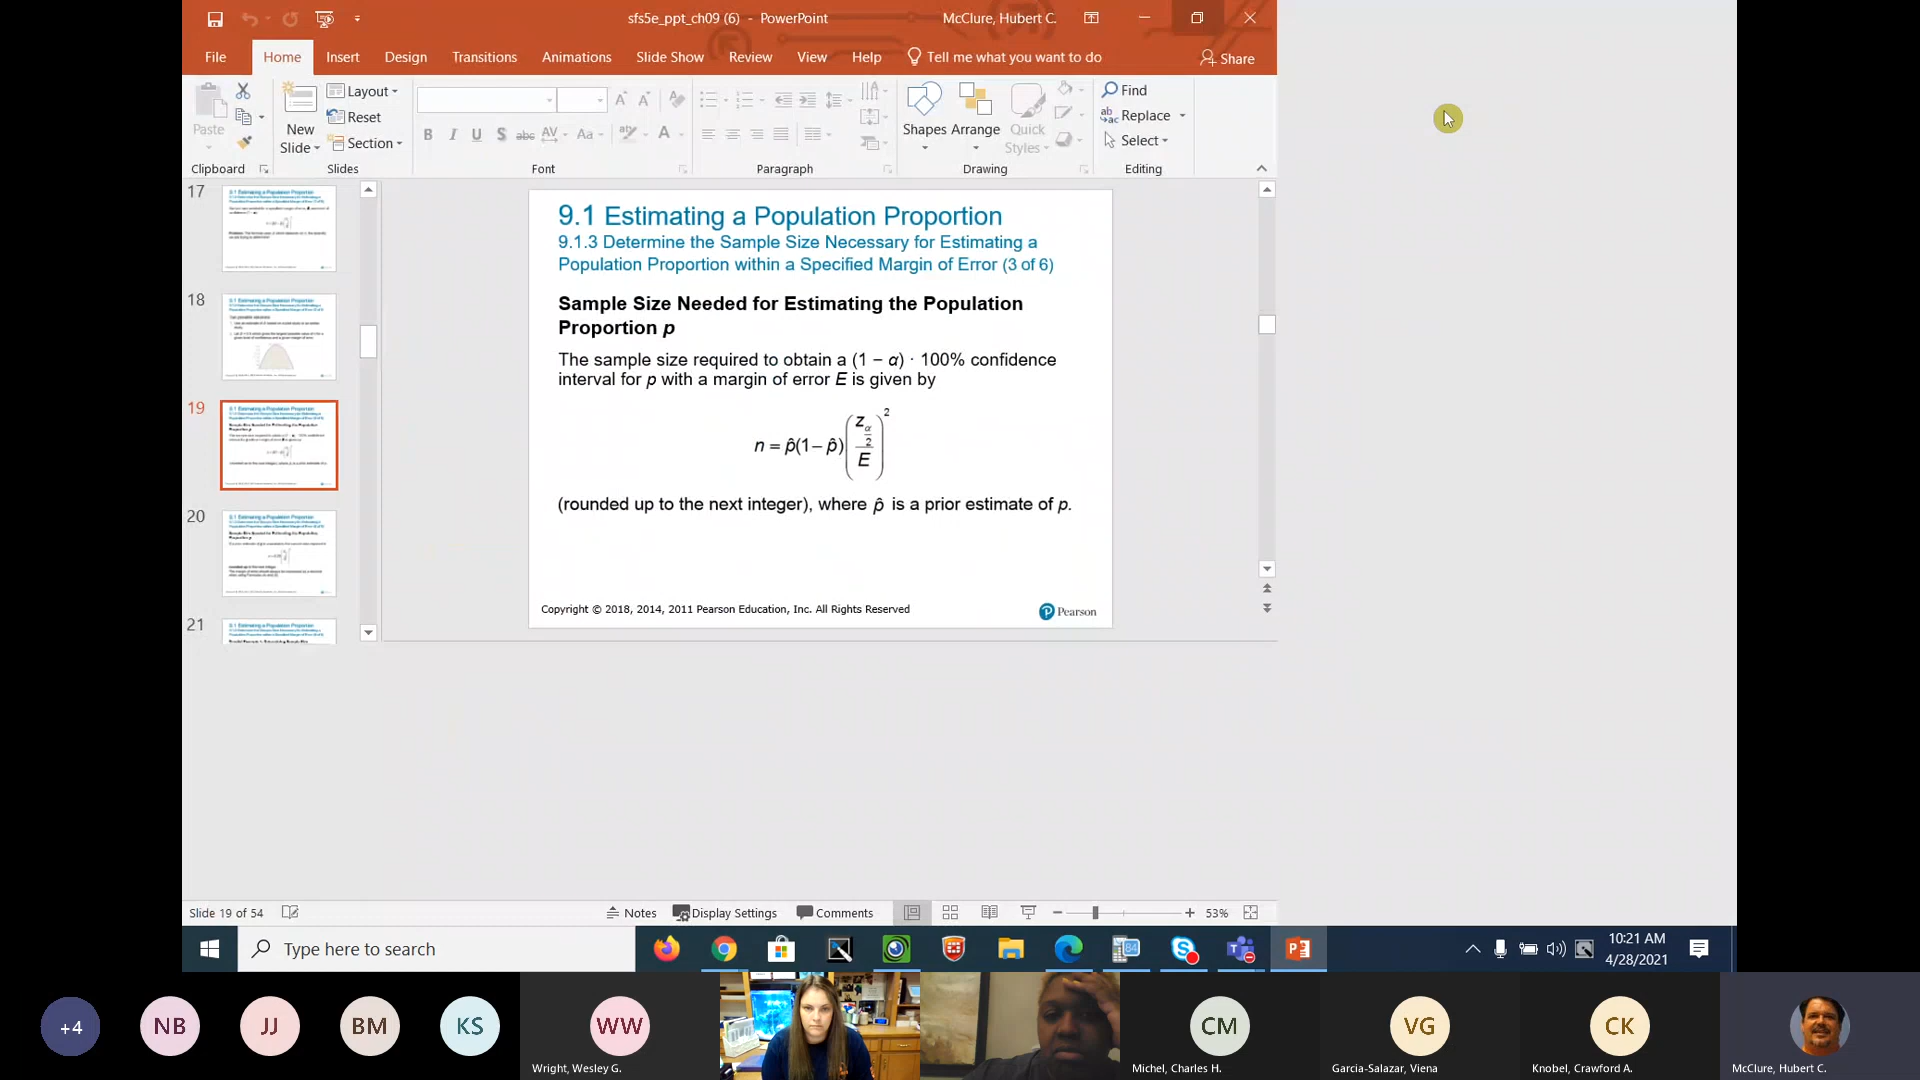 sfs5e_ppt_ch09 (6) - PowerPoint
McClure, Hubert C.
File
Home
Insert
Design
Transitions
Animations
Slide Show
Review
View
Help
Tell me what you want to do
Share
Paste
New
Slide
Layout
Reset
Section
Shapes
Arrange
Quick
Styles
Find
Replace
Select
Clipboard
Slides
Font
Paragraph
Drawing
Editing
17
18
19
20
21
9.1 Estimating a Population Proportion
9.1.3 Determine the Sample Size Necessary for Estimating a
Population Proportion within a Specified Margin of Error (3 of 6)
Sample Size Needed for Estimating the Population
Proportion p
The sample size required to obtain a (1 − α) · 100% confidence
interval for p with a margin of error E is given by
n = p̂(1− p̂)(z_(α/2)/E)²
(rounded up to the next integer), where p̂ is a prior estimate of p.
Copyright © 2018, 2014, 2011 Pearson Education, Inc. All Rights Reserved
Pearson
Slide 19 of 54
Notes
Display Settings
Comments
53%
Type here to search
10:21 AM
4/28/2021
+4
NB
JJ
BM
KS
WW
CM
VG
CK
Wright, Wesley G.
Michel, Charles H.
Garcia-Salazar, Viena
Knobel, Crawford A.
McClure, Hubert C.